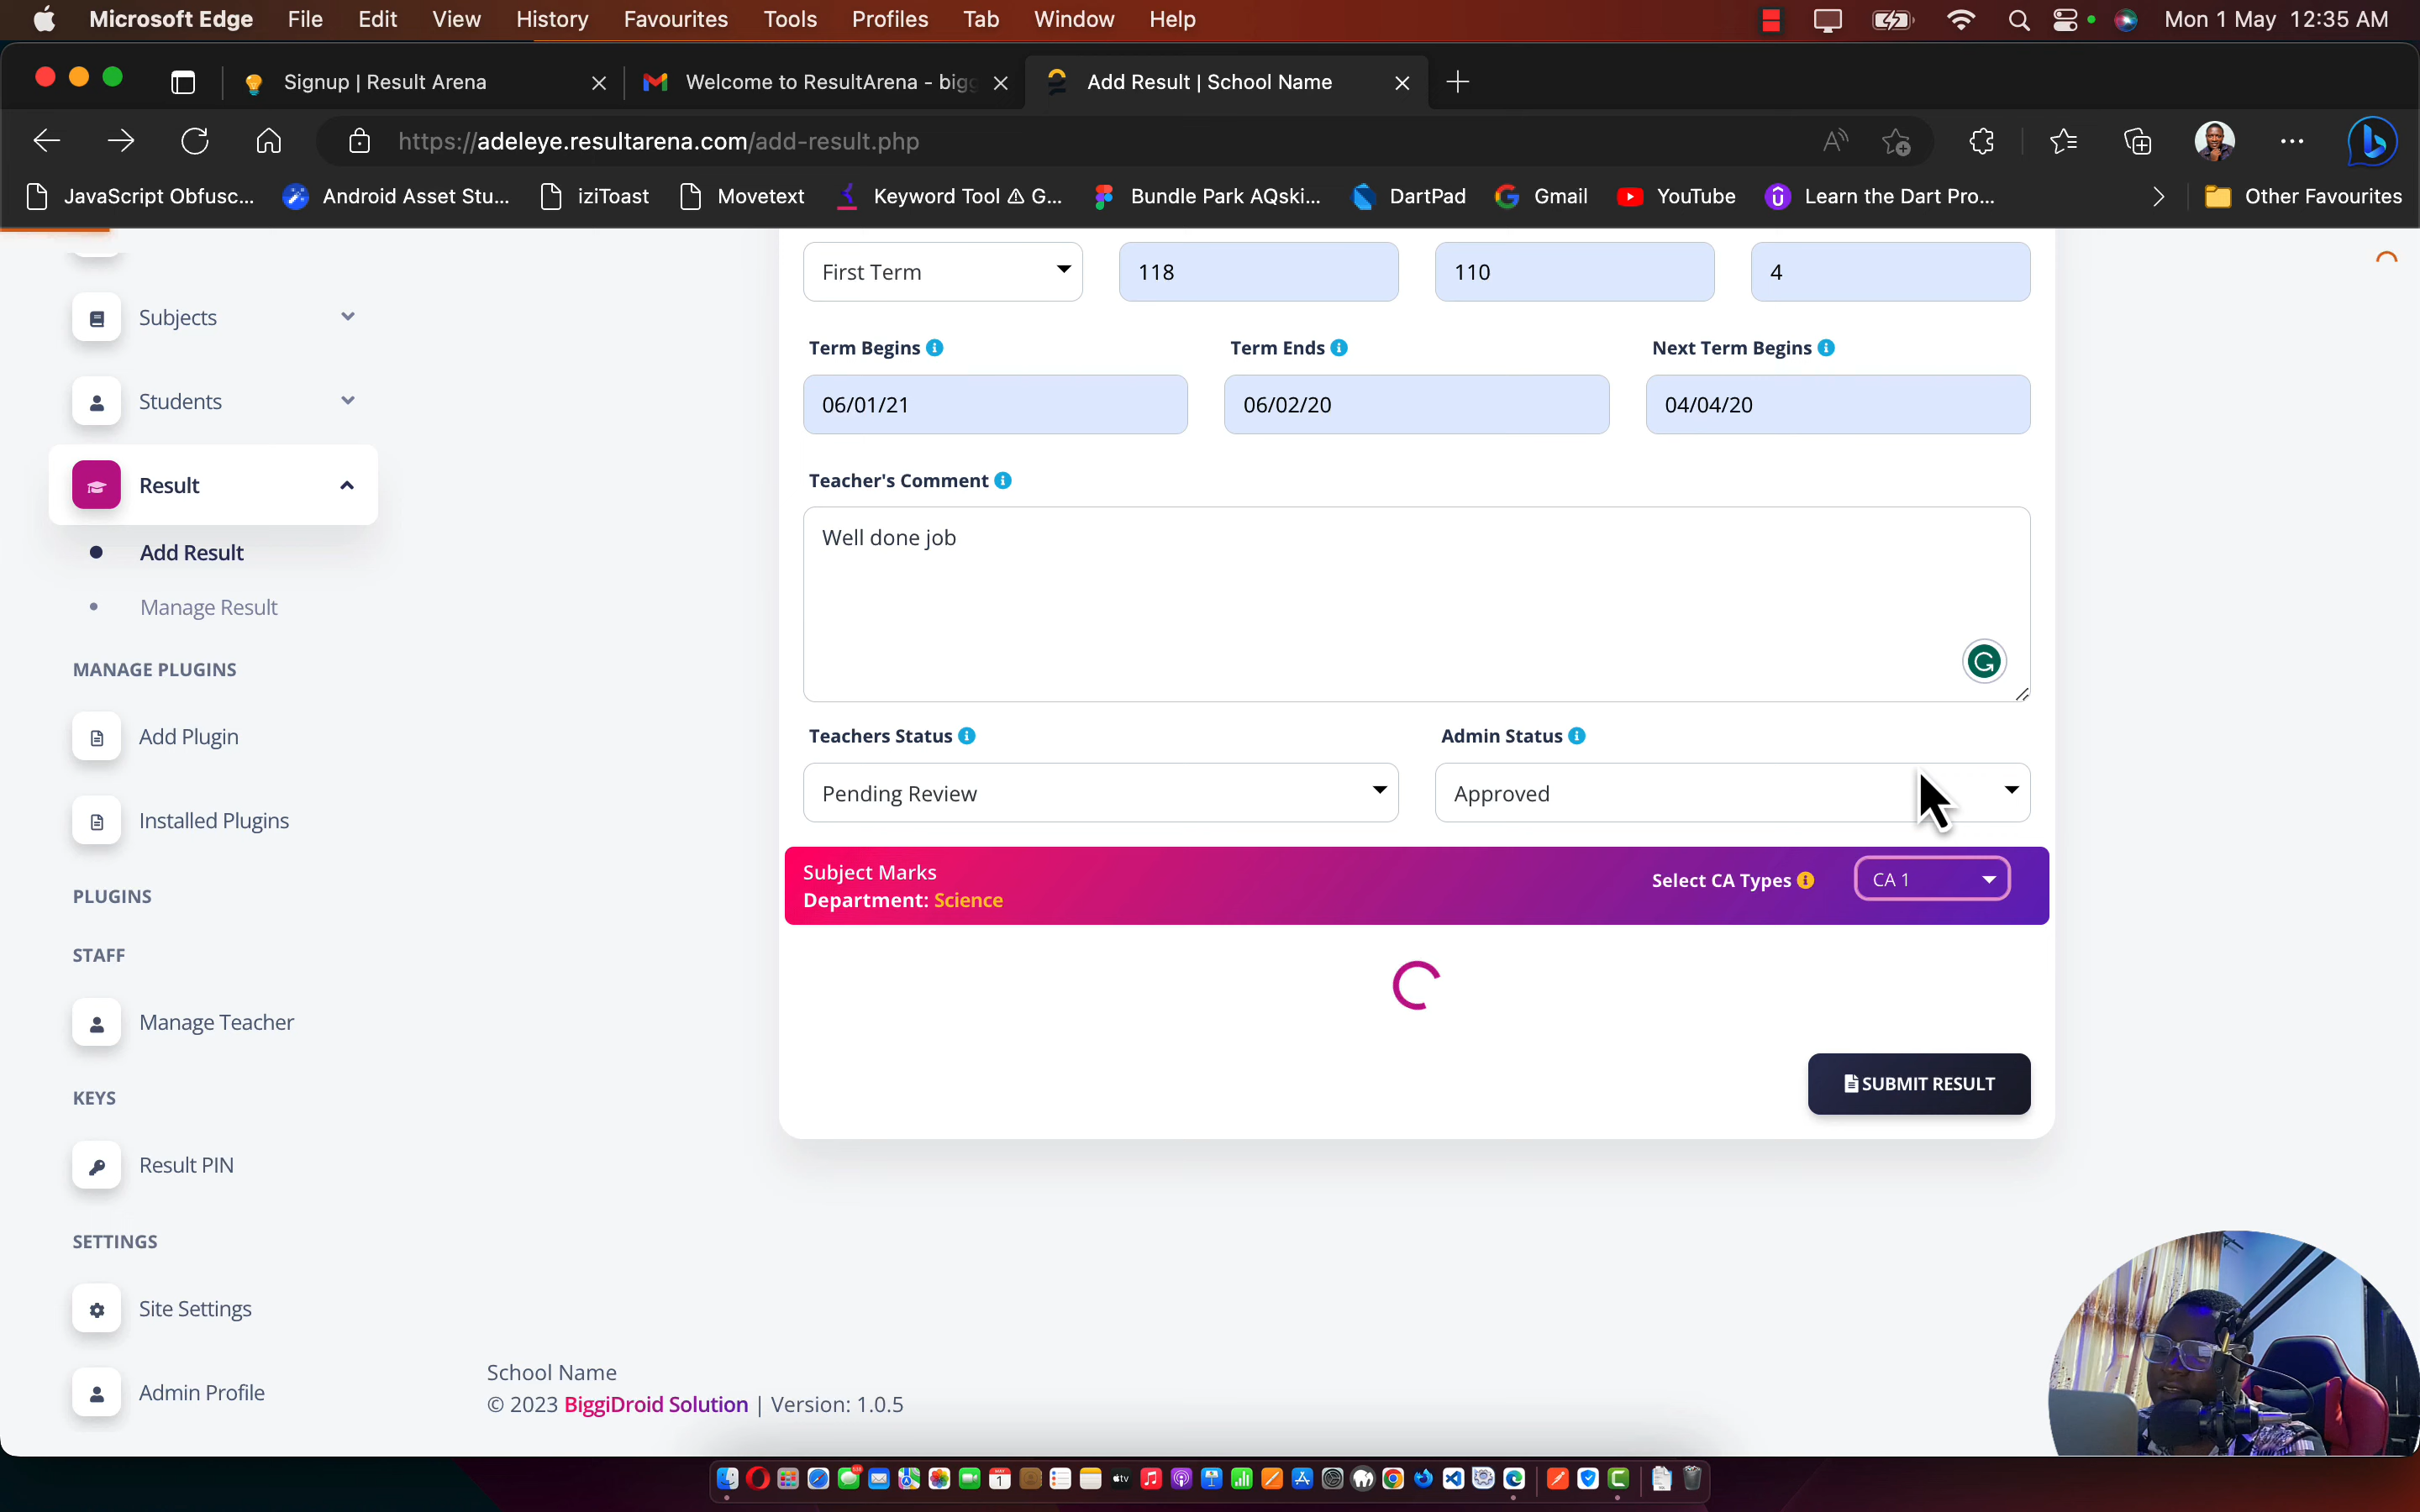 Microsoft Edge File Edit View History Favourites Tools Profiles Tab Window Help Mon 1 May 12:35 AM
Signup | Result Arena Welcome to ResultArena - bigg Add Result | School Name
https://adeleye.resultarena.com/add-result.php
JavaScript Obfusc... Android Asset Stu... iziToast Movetext Keyword Tool ⚠ G... Bundle Park AQski... DartPad Gmail YouTube Learn the Dart Pro... Other Favourites
First Term 118 110 4
Subjects
Term Begins Term Ends Next Term Begins
Students
06/01/21 06/02/20 04/04/20
Result
Teacher's Comment
Well done job
Add Result
Manage Result
MANAGE PLUGINS
Add Plugin
Teachers Status Admin Status
Pending Review Approved
Installed Plugins
Subject Marks
Department: Science
Select CA Types CA 1
PLUGINS
STAFF
Manage Teacher
SUBMIT RESULT
KEYS
Result PIN
SETTINGS
Site Settings
Admin Profile
School Name
© 2023 BiggiDroid Solution | Version: 1.0.5